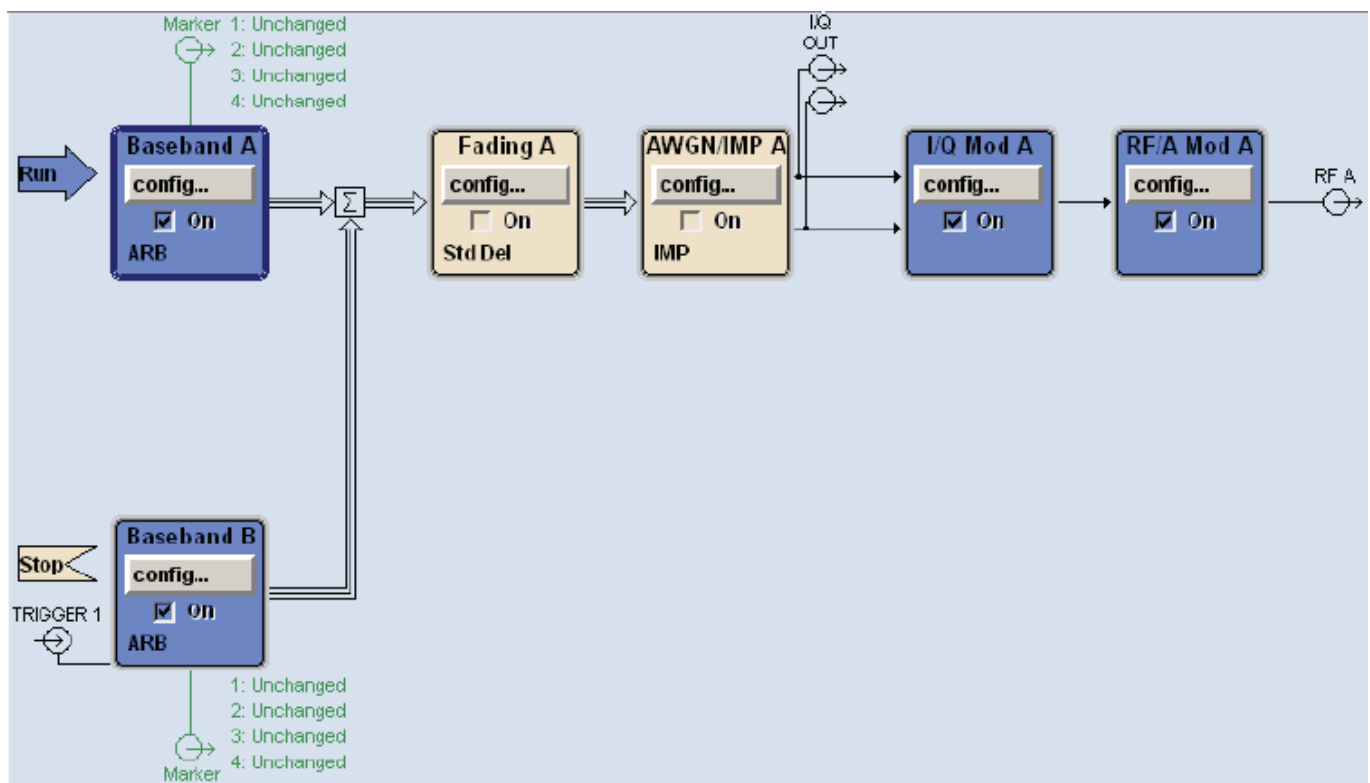 Marker 1: Unchanged
2: Unchanged
3: Unchanged
4: Unchanged
I/Q
OUT
Run
Baseband A
config...
On
ARB
Σ
Fading A
config...
On
Std Del
AWGN/IMP A
config...
On
IMP
I/Q Mod A
config...
On
RF/A Mod A
config...
On
RF A
Stop
TRIGGER 1
Baseband B
config...
On
ARB
1: Unchanged
2: Unchanged
3: Unchanged
Marker 4: Unchanged